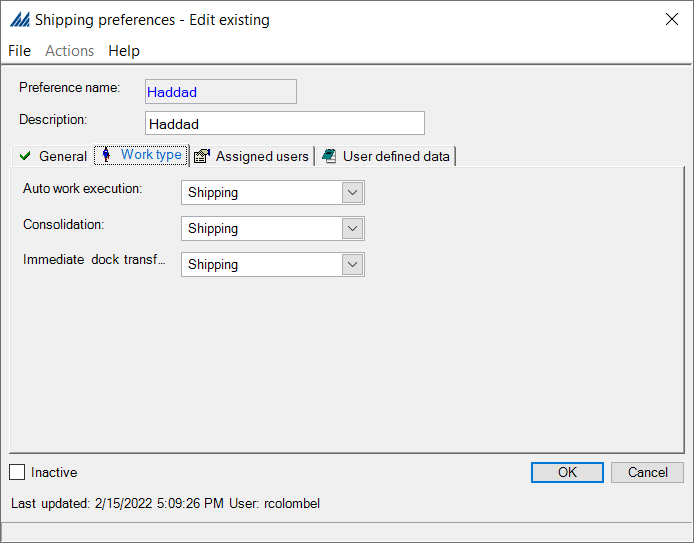 Shipping preferences - Edit existing
File Actions Help
Preference name: Haddad
Description: Haddad
General Work type Assigned users User defined data
Auto work execution: Shipping
Consolidation: Shipping
Immediate dock transf... Shipping
Inactive OK Cancel
Last updated: 2/15/2022 5:09:26 PM User: rcolombel